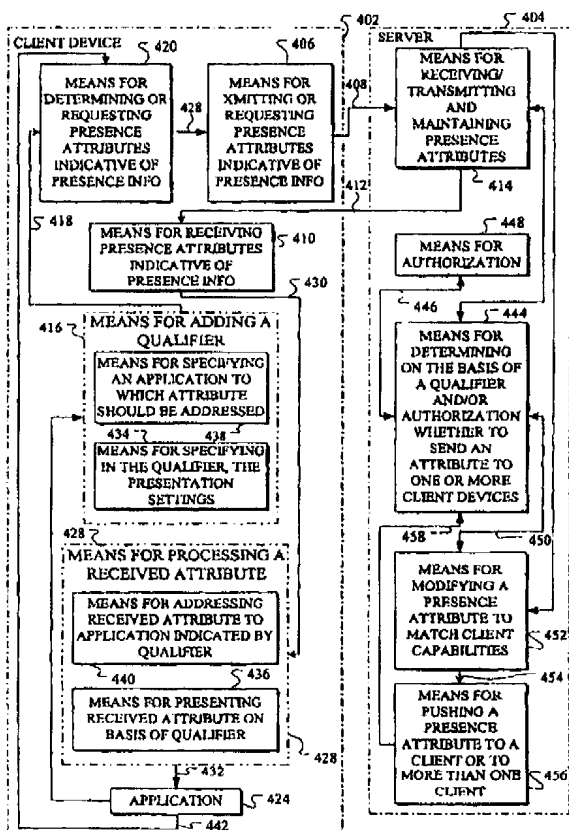 402
404
CLIENT DEVICE
420
406
SERVER
MEANS FOR
DETERMINING OR
REQUESTING
PRESENCE
ATTRIBUTES
INDICATIVE OF
PRESENCE INFO
428
MEANS FOR
XMITTING OR
REQUESTING
PRESENCE
ATTRIBUTES
INDICATIVE OF
PRESENCE INFO
408
MEANS FOR
RECEIVING/
TRANSMITTING
AND
MAINTAINING
PRESENCE
ATTRIBUTES
414
412
418
MEANS FOR RECEIVING
PRESENCE ATTRIBUTES
INDICATIVE OF
PRESENCE INFO
410
430
448
MEANS FOR
AUTHORIZATION
446
444
416
MEANS FOR ADDING A
QUALIFIER
MEANS FOR SPECIFYING
AN APPLICATION TO
WHICH ATTRIBUTE
SHOULD BE ADDRESSED
434
438
MEANS FOR SPECIFYING
IN THE QUALIFIER, THE
PRESENTATION
SETTINGS
MEANS FOR
DETERMINING
ON THE BASIS OF
A QUALIFIER
AND/OR
AUTHORIZATION
WHETHER TO
SEND AN
ATTRIBUTE TO
ONE OR MORE
CLIENT DEVICES
458
450
428
MEANS FOR PROCESSING A
RECEIVED ATTRIBUTE
MEANS FOR ADDRESSING
RECEIVED ATTRIBUTE TO
APPLICATION INDICATED BY
QUALIFIER
440
436
MEANS FOR PRESENTING
RECEIVED ATTRIBUTE ON
BASIS OF QUALIFIER
428
MEANS FOR
MODIFYING A
PRESENCE
ATTRIBUTE TO
MATCH CLIENT
CAPABILITIES
452
454
MEANS FOR
PUSHING A
PRESENCE
ATTRIBUTE TO A
CLIENT OR TO
MORE THAN ONE
CLIENT
456
432
APPLICATION
424
442